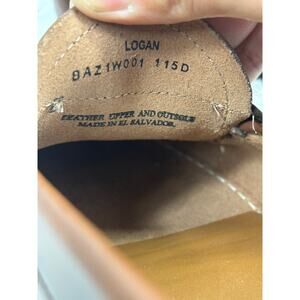 LOGAN
BAZ1W001 115D
LEATHER UPPER AND OUTSOLE
MADE IN EL SALVADOR.